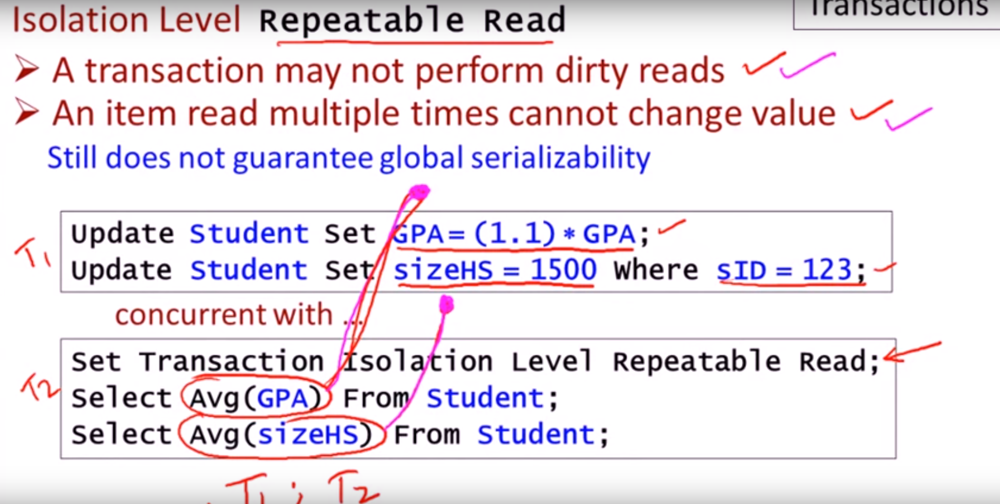 Transactions
Isolation Level Repeatable Read
➢ A transaction may not perform dirty reads
➢ An item read multiple times cannot change value
Still does not guarantee global serializability
T1
Update Student Set GPA = (1.1) * GPA;
Update Student Set sizeHS = 1500 Where sID = 123;
concurrent with ...
T2
Set Transaction Isolation Level Repeatable Read;
Select Avg(GPA) From Student;
Select Avg(sizeHS) From Student;
T1 ; T2